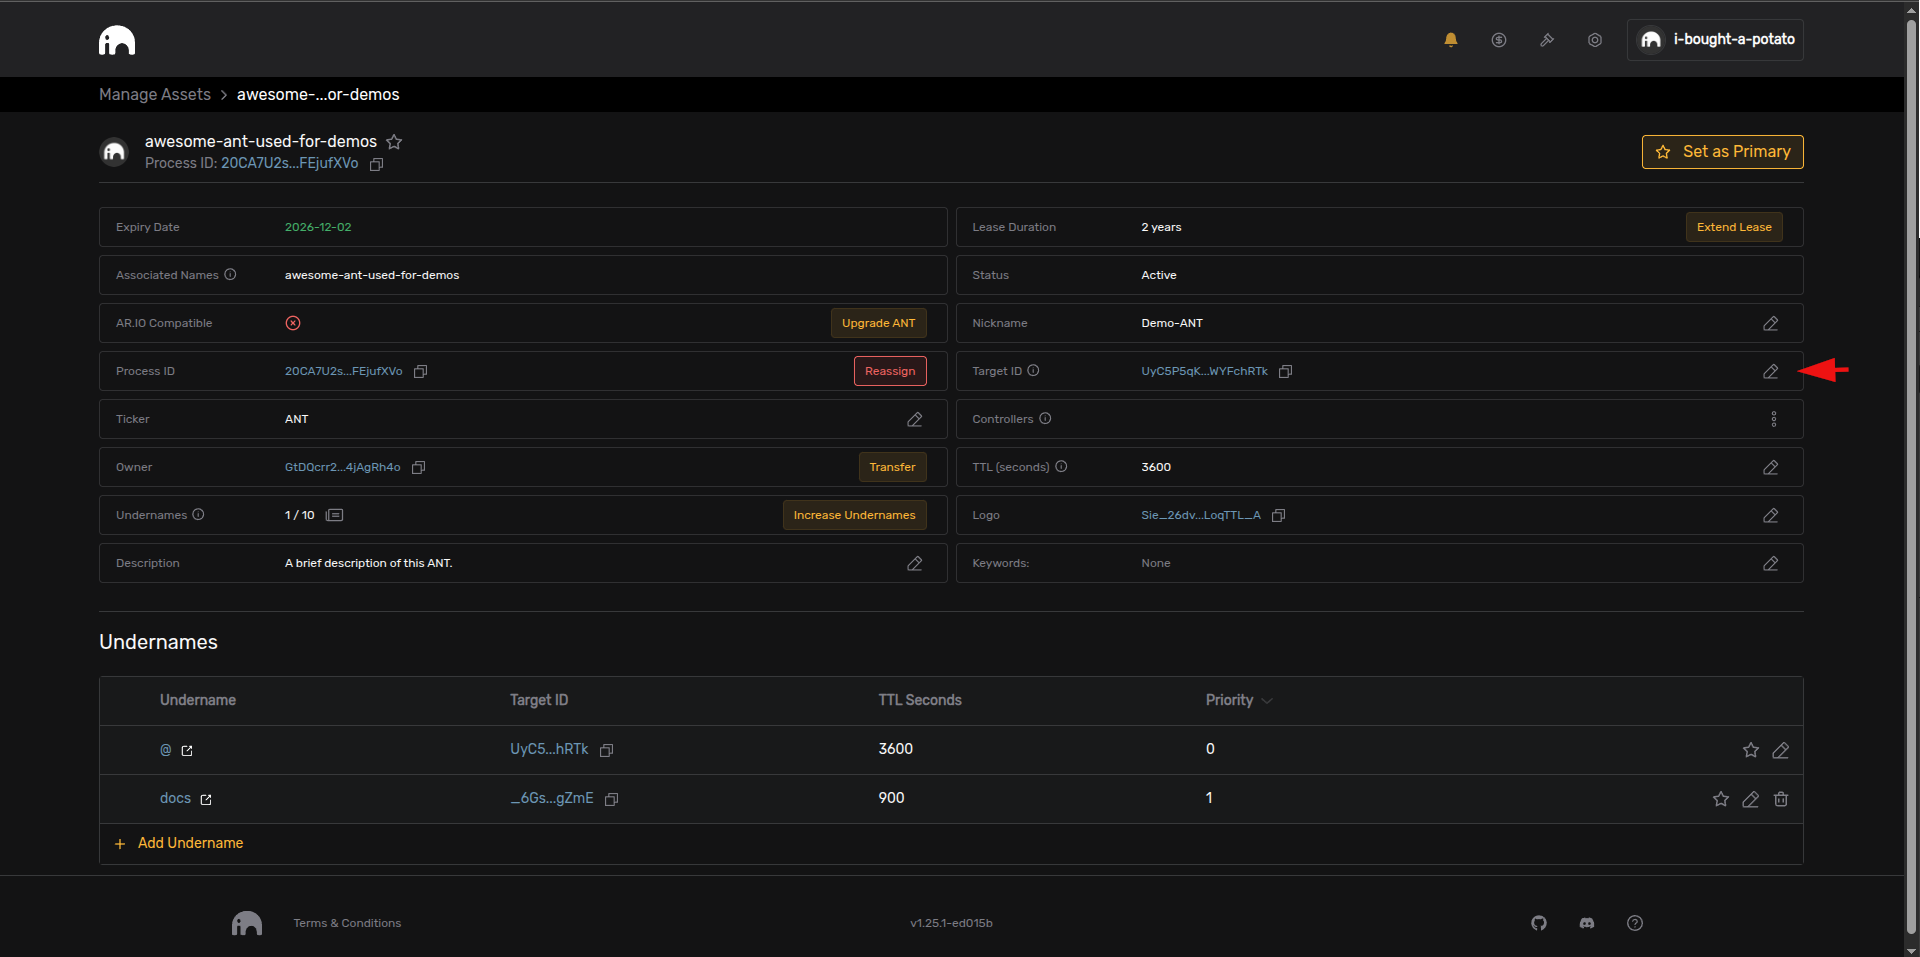 i-bought-a-potato
Manage Assets > awesome-...or-demos
awesome-ant-used-for-demos
Process ID: 20CA7U2s...FEjufXVo
Set as Primary
Expiry Date 2026-12-02
Lease Duration 2 years Extend Lease
Associated Names awesome-ant-used-for-demos
Status Active
AR.IO Compatible Upgrade ANT
Nickname Demo-ANT
Process ID 20CA7U2s...FEjufXVo Reassign
Target ID UyC5P5qK...WYFchRTk
Ticker ANT
Controllers
Owner GtDQcrr2...4jAgRh4o Transfer
TTL (seconds) 3600
Undernames 1 / 10 Increase Undernames
Logo Sie_26dv...LoqTTL_A
Description A brief description of this ANT.
Keywords: None
Undernames
Undername Target ID TTL Seconds Priority
@ UyC5...hRTk 3600 0
docs _6Gs...gZmE 900 1
+ Add Undername
Terms & Conditions
v1.25.1-ed015b